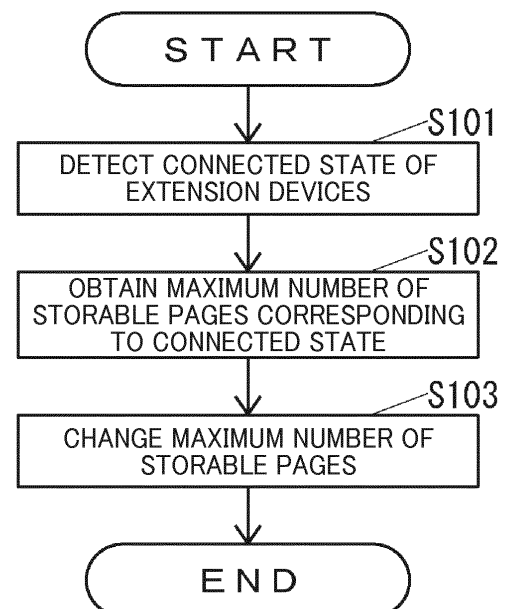 START
S101
DETECT CONNECTED STATE OF
EXTENSION DEVICES
S102
OBTAIN MAXIMUM NUMBER OF
STORABLE PAGES CORRESPONDING
TO CONNECTED STATE
S103
CHANGE MAXIMUM NUMBER OF
STORABLE PAGES
END